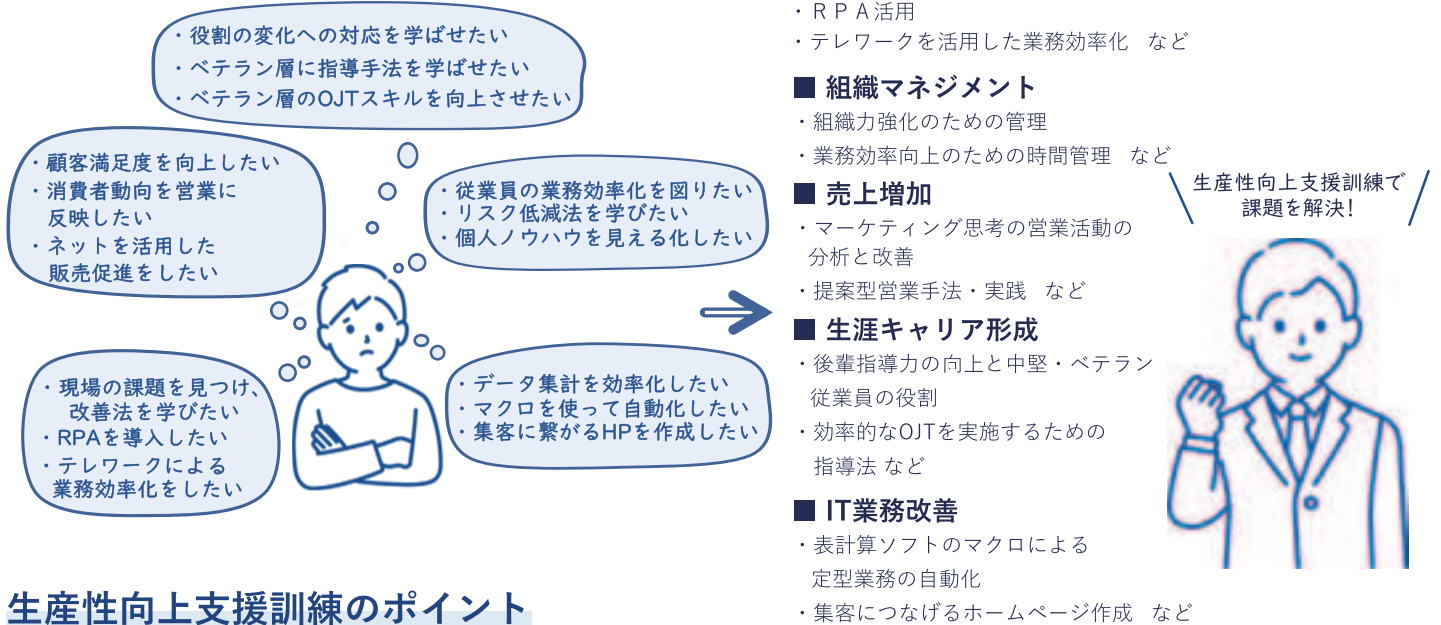 ・役割の変化への対応を学ばせたい
・ベテラン層に指導手法を学ばせたい
・ベテラン層のOJTスキルを向上させたい
・顧客満足度を向上したい
・消費者動向を営業に
反映したい
・ネットを活用した
販売促進をしたい
・従業員の業務効率化を図りたい
・リスク低減法を学びたい
・個人ノウハウを見える化したい
・現場の課題を見つけ、
改善法を学びたい
・RPAを導入したい
・テレワークによる
業務効率化をしたい
・データ集計を効率化したい
・マクロを使って自動化したい
・集客に繋がるHPを作成したい
生産性向上支援訓練のポイント
・ＲＰＡ活用
・テレワークを活用した業務効率化　など
■ 組織マネジメント
・組織力強化のための管理
・業務効率向上のための時間管理　など
■ 売上増加
・マーケティング思考の営業活動の
分析と改善
・提案型営業手法・実践　など
■ 生涯キャリア形成
・後輩指導力の向上と中堅・ベテラン
従業員の役割
・効率的なOJTを実施するための
指導法 など
■ IT業務改善
・表計算ソフトのマクロによる
定型業務の自動化
・集客につなげるホームページ作成　など
生産性向上支援訓練で
課題を解決！